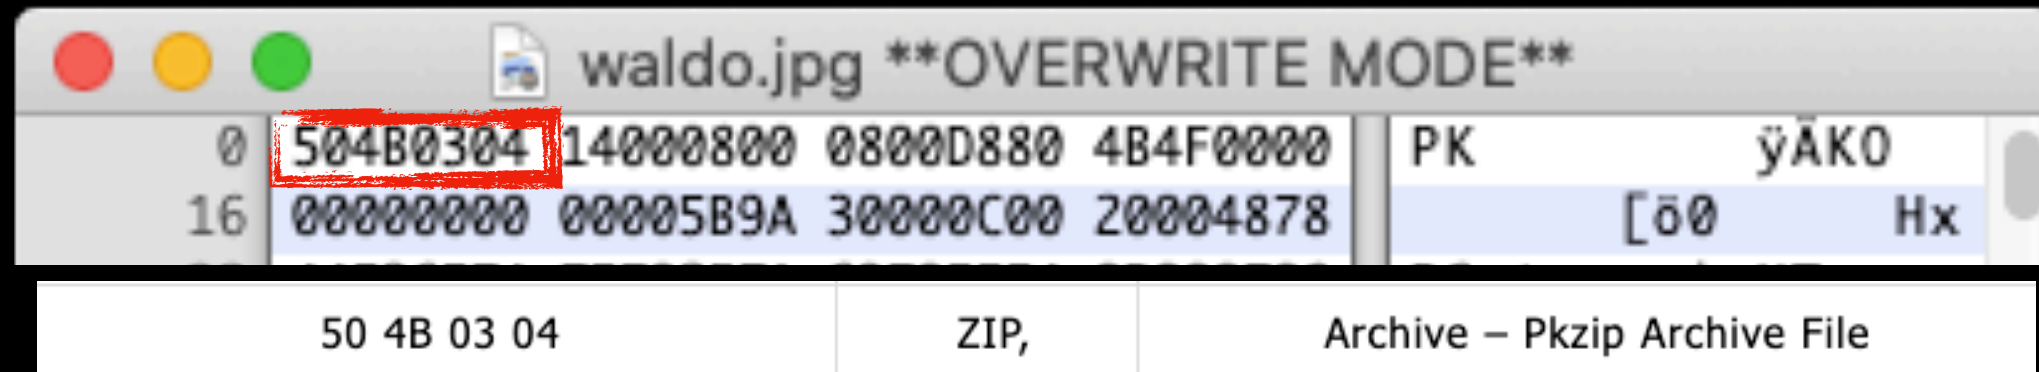 waldo.jpg **OVERWRITE MODE**
0 504B0304 14000800 0800D880 4B4F0000 PK ÿÄKO
16 00000000 00005B9A 30000C00 20004878 [ö0 Hx
50 4B 03 04 ZIP, Archive – Pkzip Archive File